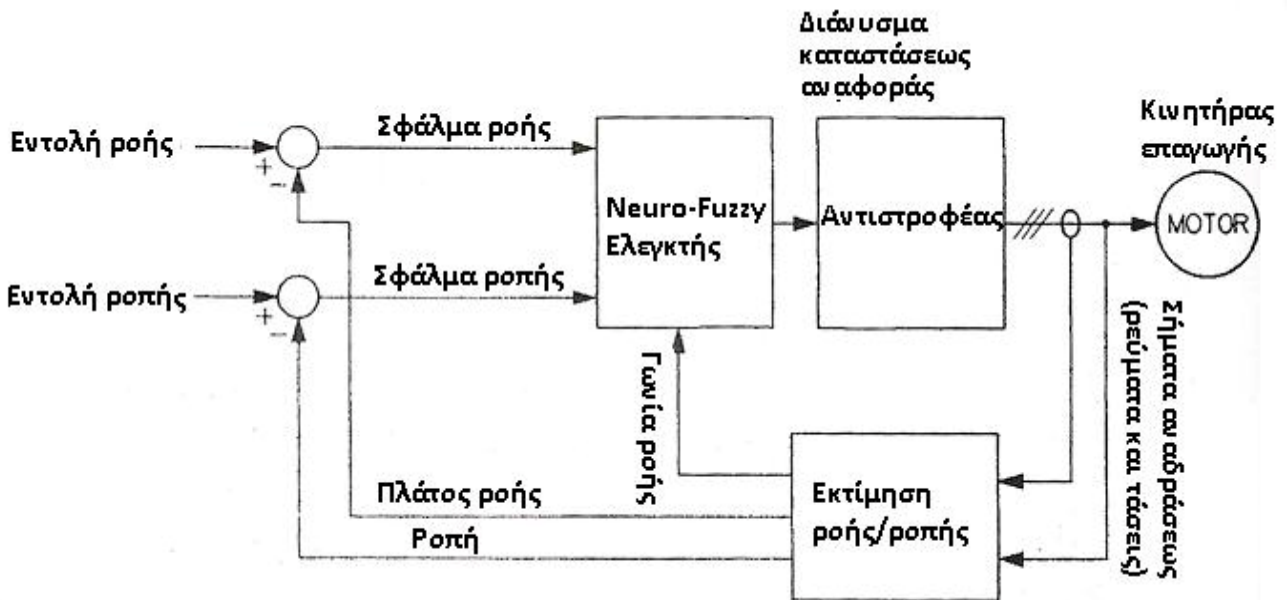 Διάνυσμα
καταστάσεως
αναφοράς
Κινητήρας
επαγωγής
Εντολή ροής
+
−
Σφάλμα ροής
Neuro-Fuzzy
Ελεγκτής
Αντιστροφέας
MOTOR
Εντολή ροπής
+
−
Σφάλμα ροπής
Γωνία ροής
Σήματα αναδράσεως
(ρεύματα και τάσεις)
Πλάτος ροής
Ροπή
Εκτίμηση
ροής/ροπής